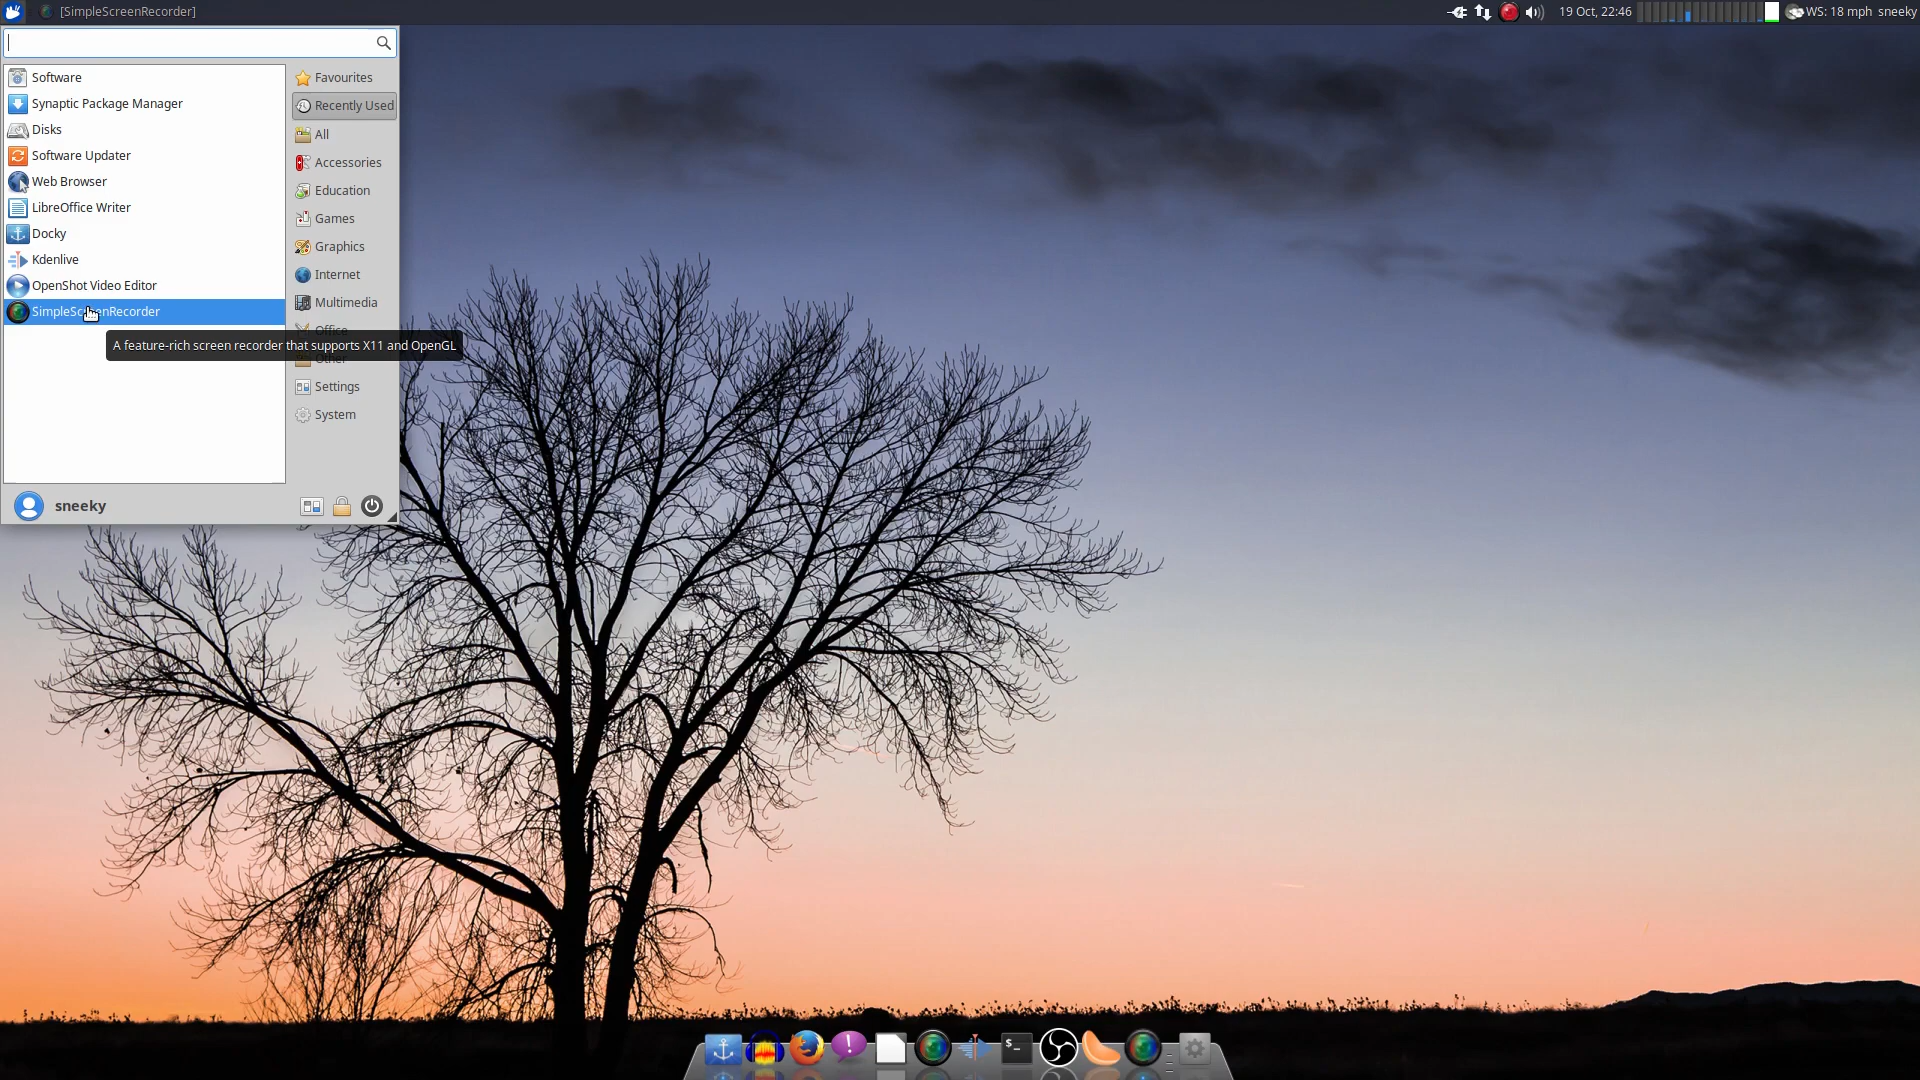 [SimpleScreenRecorder]
19 Oct, 22:46
WS: 18 mph sneeky
Software
Synaptic Package Manager
Disks
Software Updater
Web Browser
LibreOffice Writer
Docky
Kdenlive
OpenShot Video Editor
SimpleScreenRecorder
A feature-rich screen recorder that supports X11 and OpenGL
Favourites
Recently Used
All
Accessories
Education
Games
Graphics
Internet
Multimedia
Office
Other
Settings
System
sneeky
$_